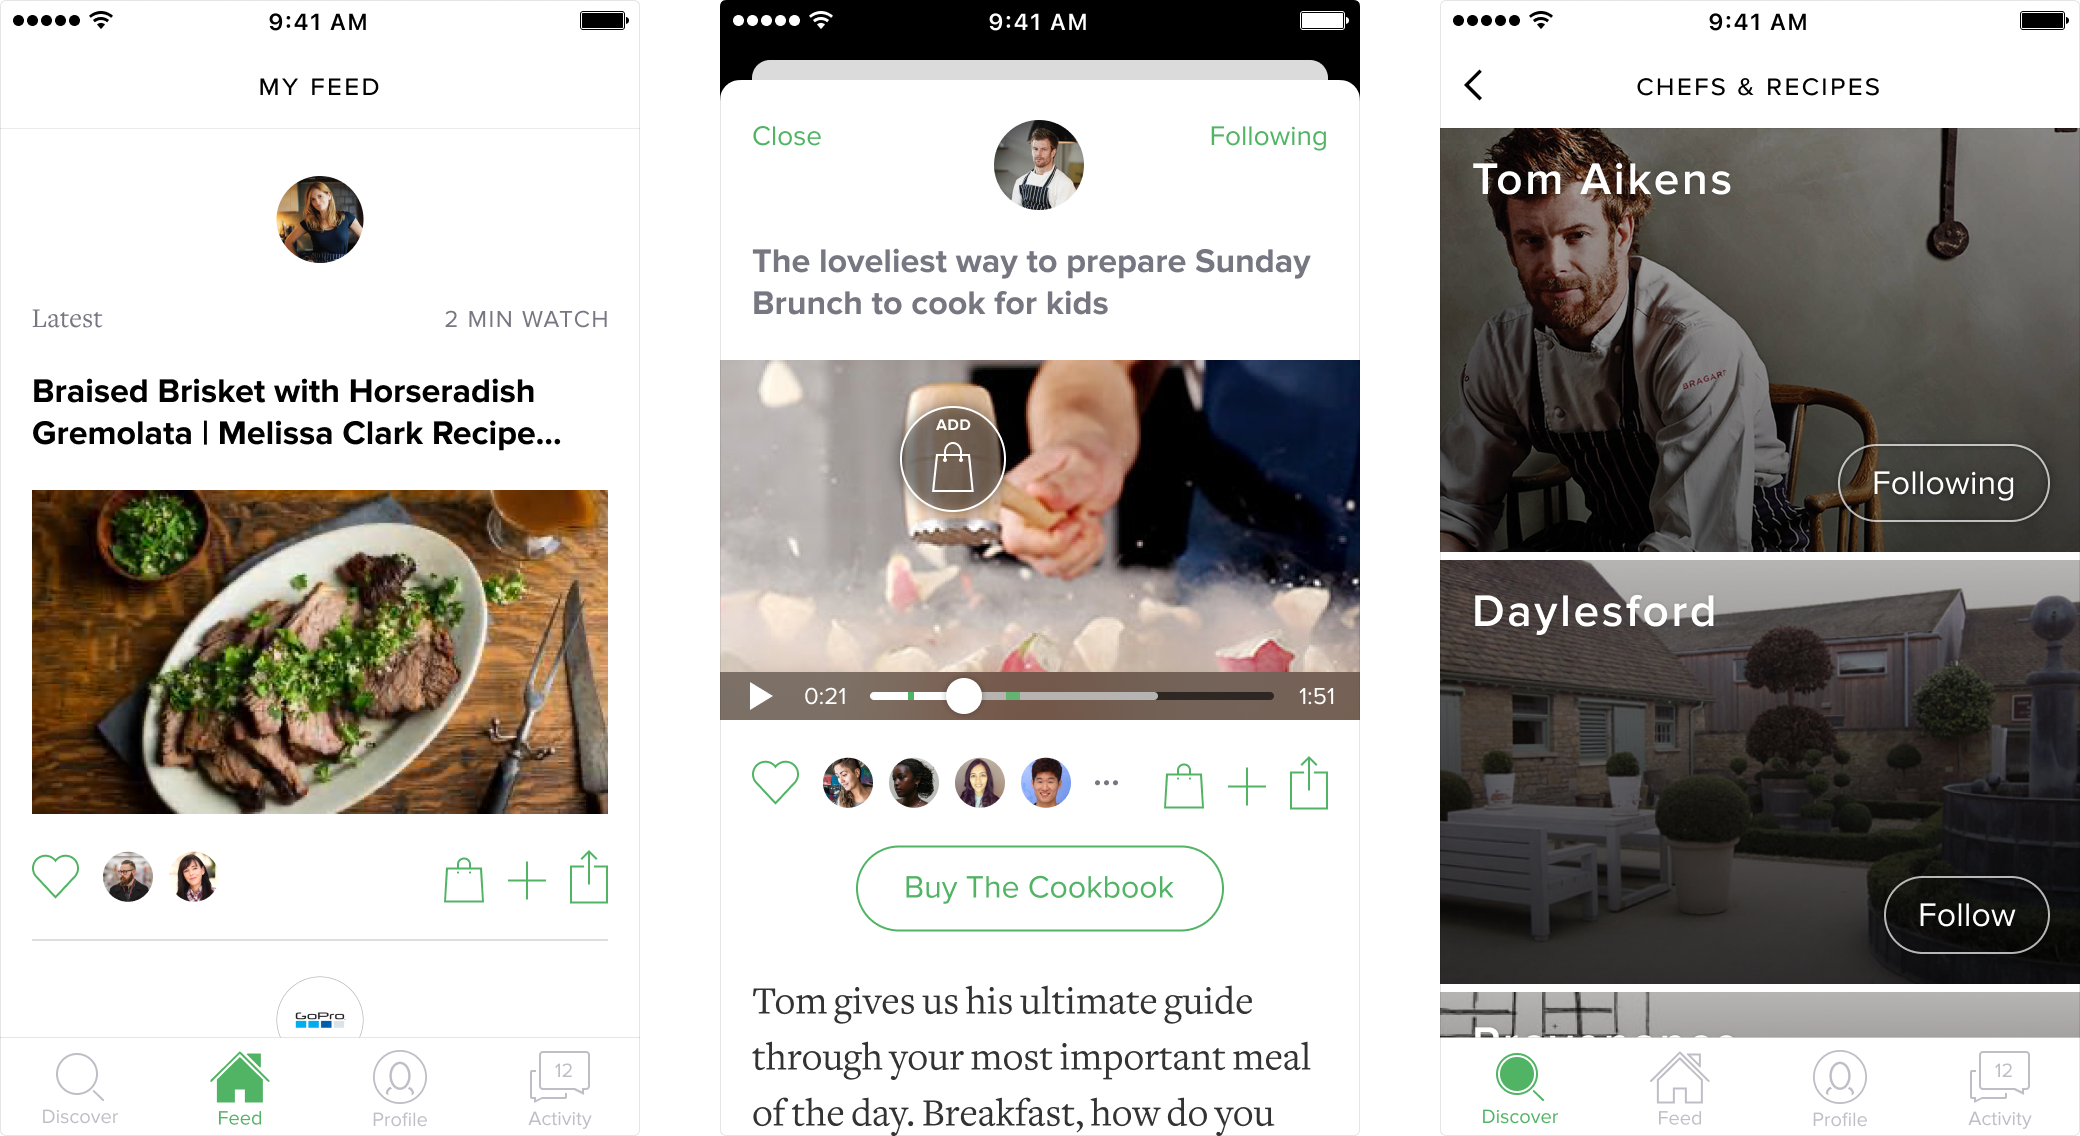 9:41 AM
MY FEED
Latest
2 MIN WATCH
Braised Brisket with Horseradish
Gremolata | Melissa Clark Recipe...
GoPro
Discover
Feed
Profile
12
Activity
9:41 AM
Close
Following
The loveliest way to prepare Sunday
Brunch to cook for kids
ADD
0:21
1:51
Buy The Cookbook
Tom gives us his ultimate guide
through your most important meal
of the day. Breakfast, how do you
9:41 AM
CHEFS & RECIPES
Tom Aikens
BRAGARD
Following
Daylesford
Follow
Discover
Feed
Profile
12
Activity